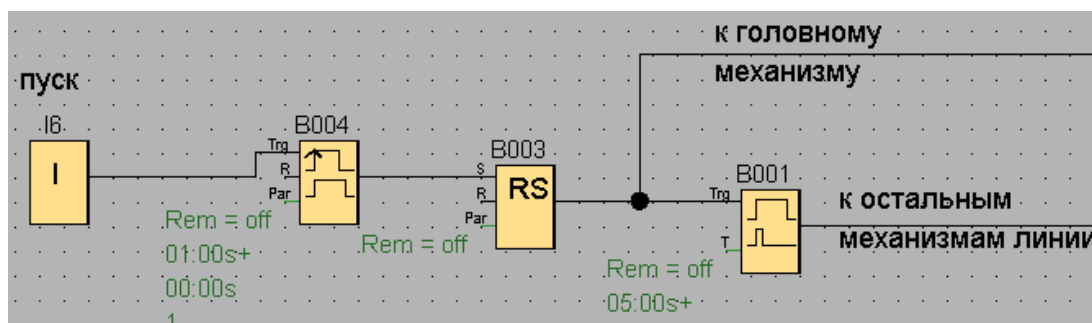 к головному
механизму
пуск
I6
I
B004
Trg
R
Par
Rem = off
01:00s+
00:00s
1
B003
S
R
Par
RS
Rem = off
B001
Trg
T
Rem = off
05:00s+
к остальным
механизмам линии